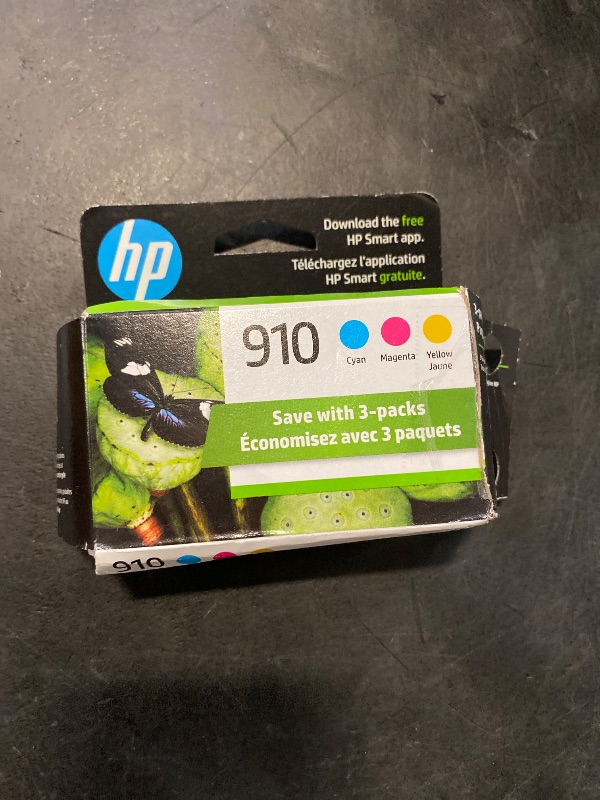 hp
Download the free
HP Smart app.
Téléchargez l'application
HP Smart gratuite.
910
Cyan
Magenta
Yellow
Jaune
Save with 3-packs
Économisez avec 3 paquets
910